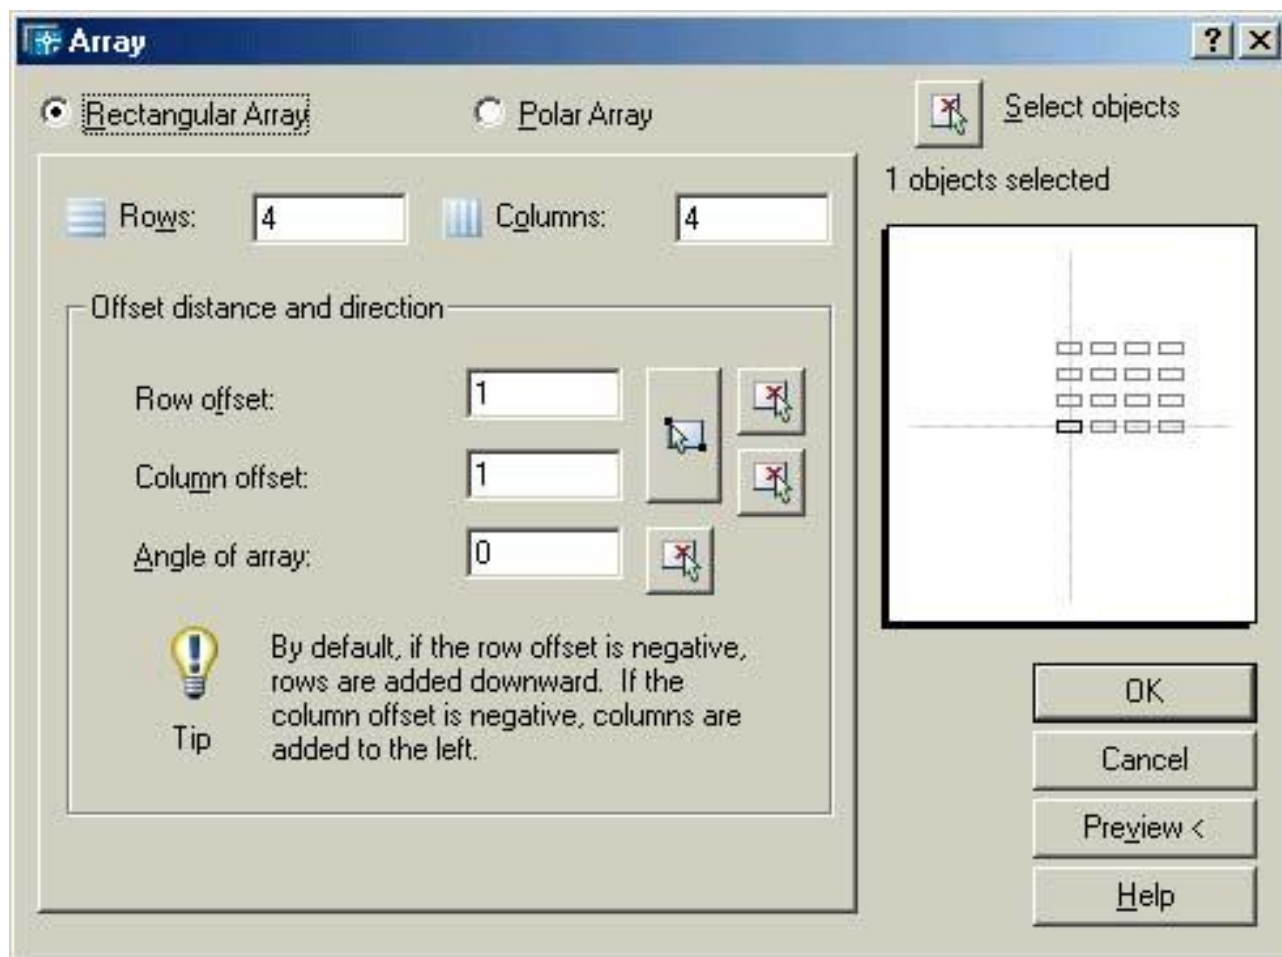 Array
Rectangular Array
Polar Array
Select objects
1 objects selected
Rows: 4
Columns: 4
Offset distance and direction
Row offset: 1
Column offset: 1
Angle of array: 0
Tip
By default, if the row offset is negative,
rows are added downward. If the
column offset is negative, columns are
added to the left.
OK
Cancel
Preview <
Help